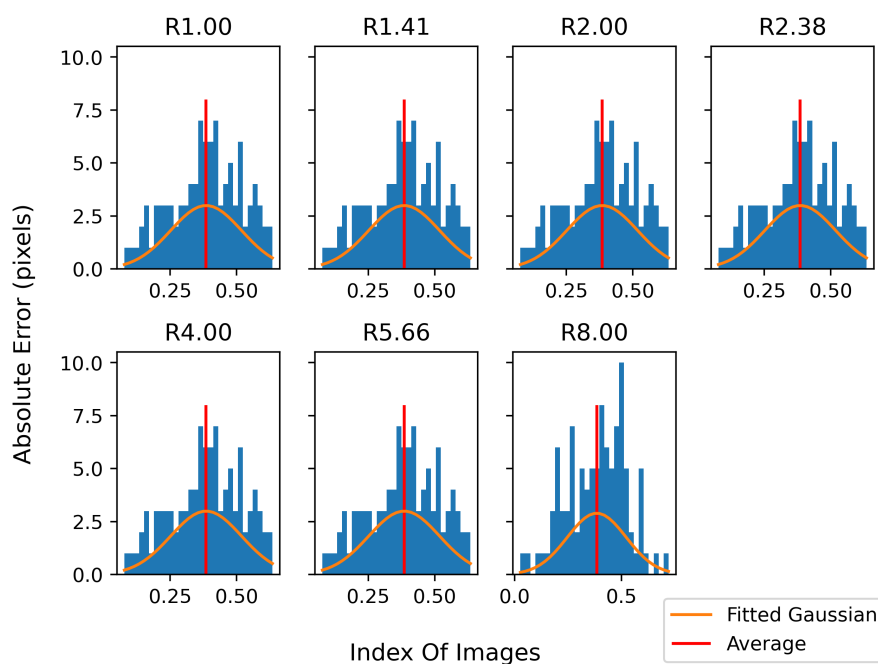 R1.00 R1.41 R2.00 R2.38
10.0
7.5
5.0
2.5
0.0
0.25 0.50 0.25 0.50 0.25 0.50 0.25 0.50
Absolute Error (pixels)
R4.00 R5.66 R8.00
10.0
7.5
5.0
2.5
0.0
0.25 0.50 0.25 0.50 0.0 0.5
Index Of Images
Fitted Gaussian
Average